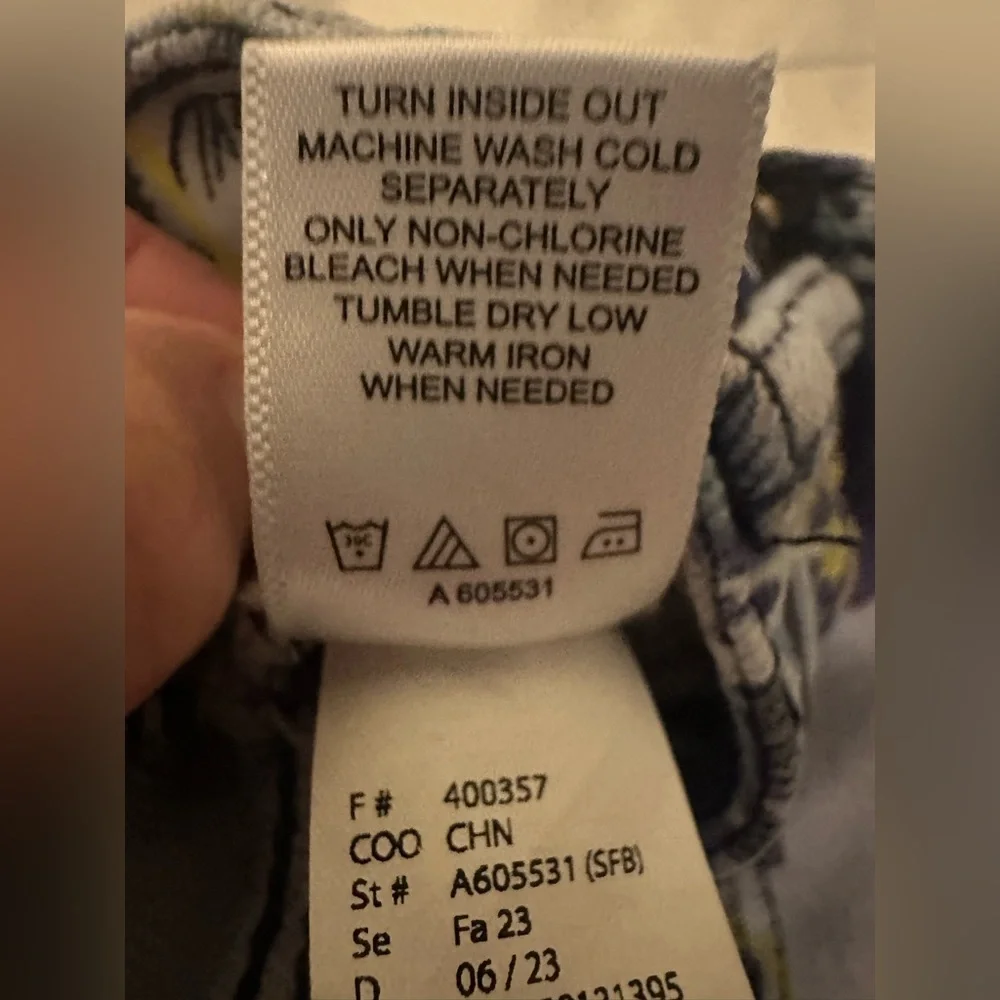 TURN INSIDE OUT
MACHINE WASH COLD
SEPARATELY
ONLY NON-CHLORINE
BLEACH WHEN NEEDED
TUMBLE DRY LOW
WARM IRON
WHEN NEEDED
30C
A 605531
F # 400357
COO CHN
St # A605531 (SFB)
Se Fa 23
D 06 / 23